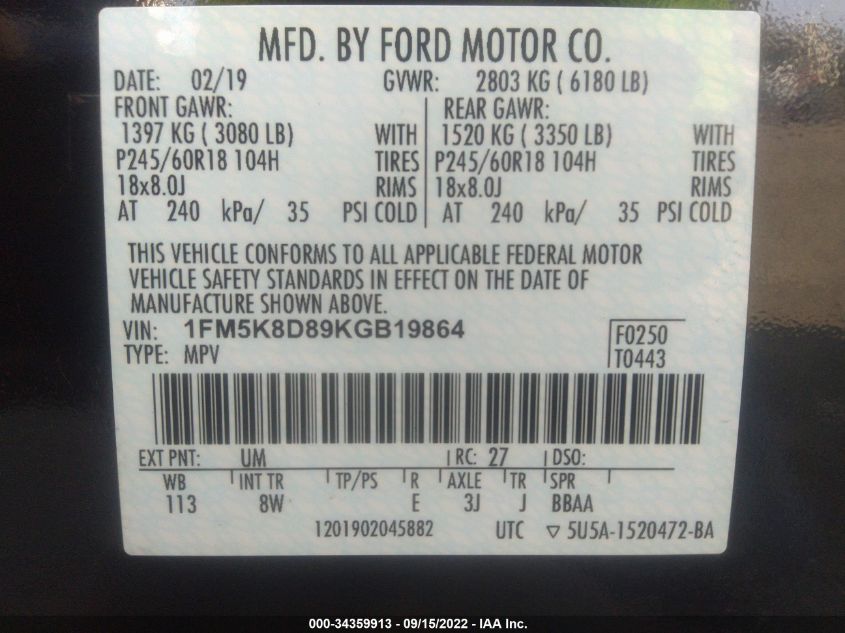 MFD. BY FORD MOTOR CO.
DATE: 02/19 GVWR: 2803 KG ( 6180 LB)
FRONT GAWR: REAR GAWR:
1397 KG ( 3080 LB) WITH 1520 KG ( 3350 LB) WITH
P245/60R18 104H TIRES P245/60R18 104H TIRES
18x8.0J RIMS 18x8.0J RIMS
AT 240 kPa/ 35 PSI COLD AT 240 kPa/ 35 PSI COLD
THIS VEHICLE CONFORMS TO ALL APPLICABLE FEDERAL MOTOR
VEHICLE SAFETY STANDARDS IN EFFECT ON THE DATE OF
MANUFACTURE SHOWN ABOVE.
VIN: 1FM5K8D89KGB19864 F0250
TYPE: MPV T0443
EXT PNT: UM RC: 27 DSO:
WB INT TR TP/PS R AXLE TR SPR
113 8W E 3J J BBAA
1201902045882 UTC ▽ 5U5A-1520472-BA
000-34359913 - 09/15/2022 - IAA Inc.